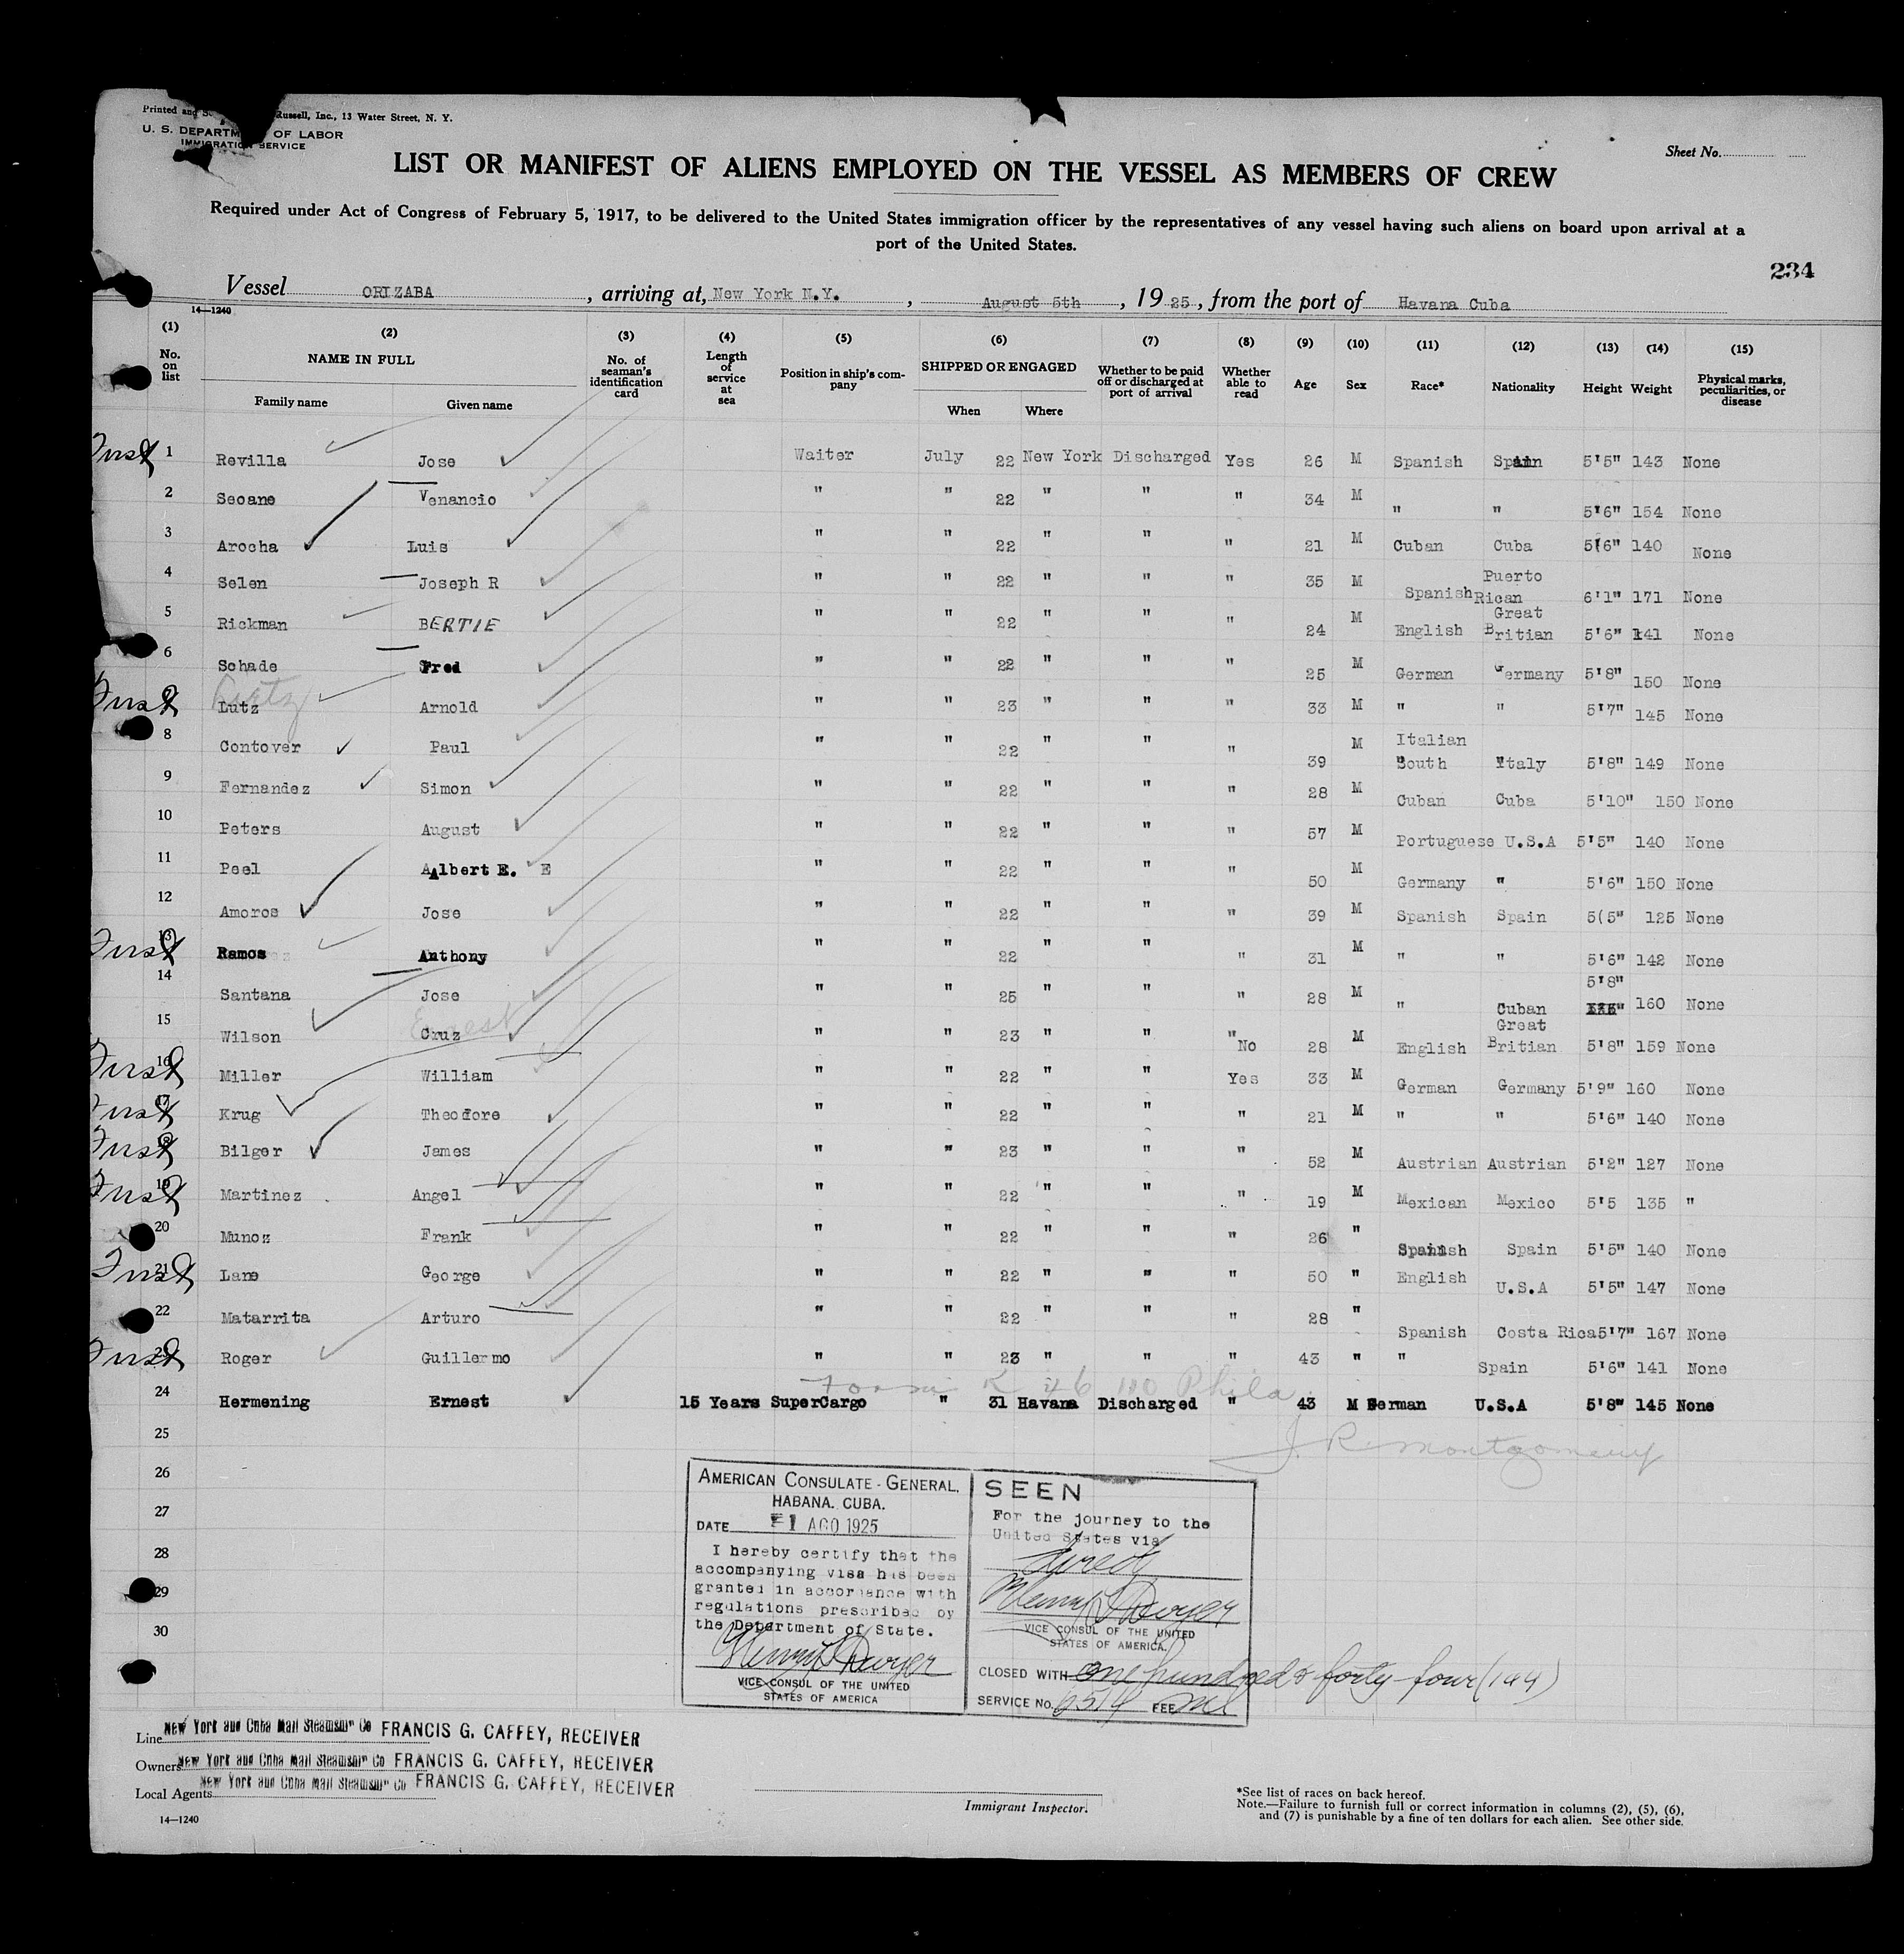 Printed and S Russell, Inc., 13 Water Street, N. Y.
U. S. DEPARTM OF LABOR
IMMIGRATION SERVICE
Sheet No.
LIST OR MANIFEST OF ALIENS EMPLOYED ON THE VESSEL AS MEMBERS OF CREW
Required under Act of Congress of February 5, 1917, to be delivered to the United States immigration officer by the representatives of any vessel having such aliens on board upon arrival at a
port of the United States.
234
Vessel ORIZABA, arriving at, New York N.Y., August 5th, 19 25, from the port of Havana Cuba
14—1240
(1) (2) (3) (4) (5) (6) (7) (8) (9) (10) (11) (12) (13) (14) (15)
No. on list NAME IN FULL Family name Given name No. of seaman's identification card Length of service at sea Position in ship's company SHIPPED OR ENGAGED When Where Whether to be paid off or discharged at port of arrival Whether able to read Age Sex Race* Nationality Height Weight Physical marks, peculiarities, or disease
First 1 Revilla Jose Waiter July 22 New York Discharged Yes 26 M Spanish Spain 5'5" 143 None
2 Seoane Venancio " " 22 " " " 34 M " " 5'6" 154 None
3 Arocha Luis " " 22 " " " 21 M Cuban Cuba 5(6" 140 None
4 Selen Joseph R " " 22 " " " 35 M Spanish Puerto Rican 6'1" 171 None
5 Rickman BERTIE " " 22 " " " 24 M English Great Britian 5'6" 141 None
6 Schade Fred " " 22 " " " 25 M German Germany 5'8" 150 None
First 7 Lutz Arnold " " 23 " " " 33 M " " 5'7" 145 None
8 Contover Paul " " 22 " " " 39 M Italian South Italy 5'8" 149 None
9 Fernandez Simon " " 22 " " " 28 M Cuban Cuba 5'10" 150 None
10 Peters August " " 22 " " " 57 M Portuguese U.S.A 5'5" 140 None
11 Peel Albert E. E " " 22 " " " 50 M Germany " 5'6" 150 None
12 Amoros Jose " " 22 " " " 39 M Spanish Spain 5(5" 125 None
First 13 Ramos Anthony " " 22 " " " 31 M " " 5'6" 142 None
14 Santana Jose " " 25 " " " 28 M " Cuban 5'8" 160 None
15 Wilson Cruz Ernest " " 23 " " " No 28 M English Great Britian 5'8" 159 None
First 16 Miller William " " 22 " " Yes 33 M German Germany 5'9" 160 None
First 17 Krug Theodore " " 22 " " " 21 M " " 5'6" 140 None
First 18 Bilger James " " 23 " " " 52 M Austrian Austrian 5'2" 127 None
First 19 Martinez Angel " " 22 " " " 19 M Mexican Mexico 5'5 135 "
20 Munoz Frank " " 22 " " " 26 " Spanish Spain 5'5" 140 None
First 21 Lane George " " 22 " " " 50 " English U.S.A 5'5" 147 None
22 Matarrita Arturo " " 22 " " " 28 " Spanish Costa Rica 5'7" 167 None
First 23 Roger Guillermo " " 23 " " " 43 " " Spain 5'6" 141 None
24 Hermening Ernest 15 Years SuperCargo " 31 Havana Discharged " 43 M German U.S.A 5'8" 145 None
25
J. R. Montgomery
26
27
28
29
30
AMERICAN CONSULATE-GENERAL.
HABANA. CUBA.
DATE 1 AGO 1925
I hereby certify that the
accompanying visa has been
granted in accordance with
regulations prescribed by
the Department of State.
Henry Dwyer
VICE CONSUL OF THE UNITED
STATES OF AMERICA
SEEN
For the journey to the
United States via
direct
Henry Dwyer
VICE CONSUL OF THE UNITED
STATES OF AMERICA.
CLOSED WITH one hundred & forty-four (144)
SERVICE No. FEE
Line New York and Cuba Mail Steamship Co FRANCIS G. CAFFEY, RECEIVER
Owners New York and Cuba Mail Steamship Co FRANCIS G. CAFFEY, RECEIVER
Local Agents New York and Cuba Mail Steamship Co FRANCIS G. CAFFEY, RECEIVER
14—1240
Immigrant Inspector.
*See list of races on back hereof.
Note.—Failure to furnish full or correct information in columns (2), (5), (6),
and (7) is punishable by a fine of ten dollars for each alien. See other side.